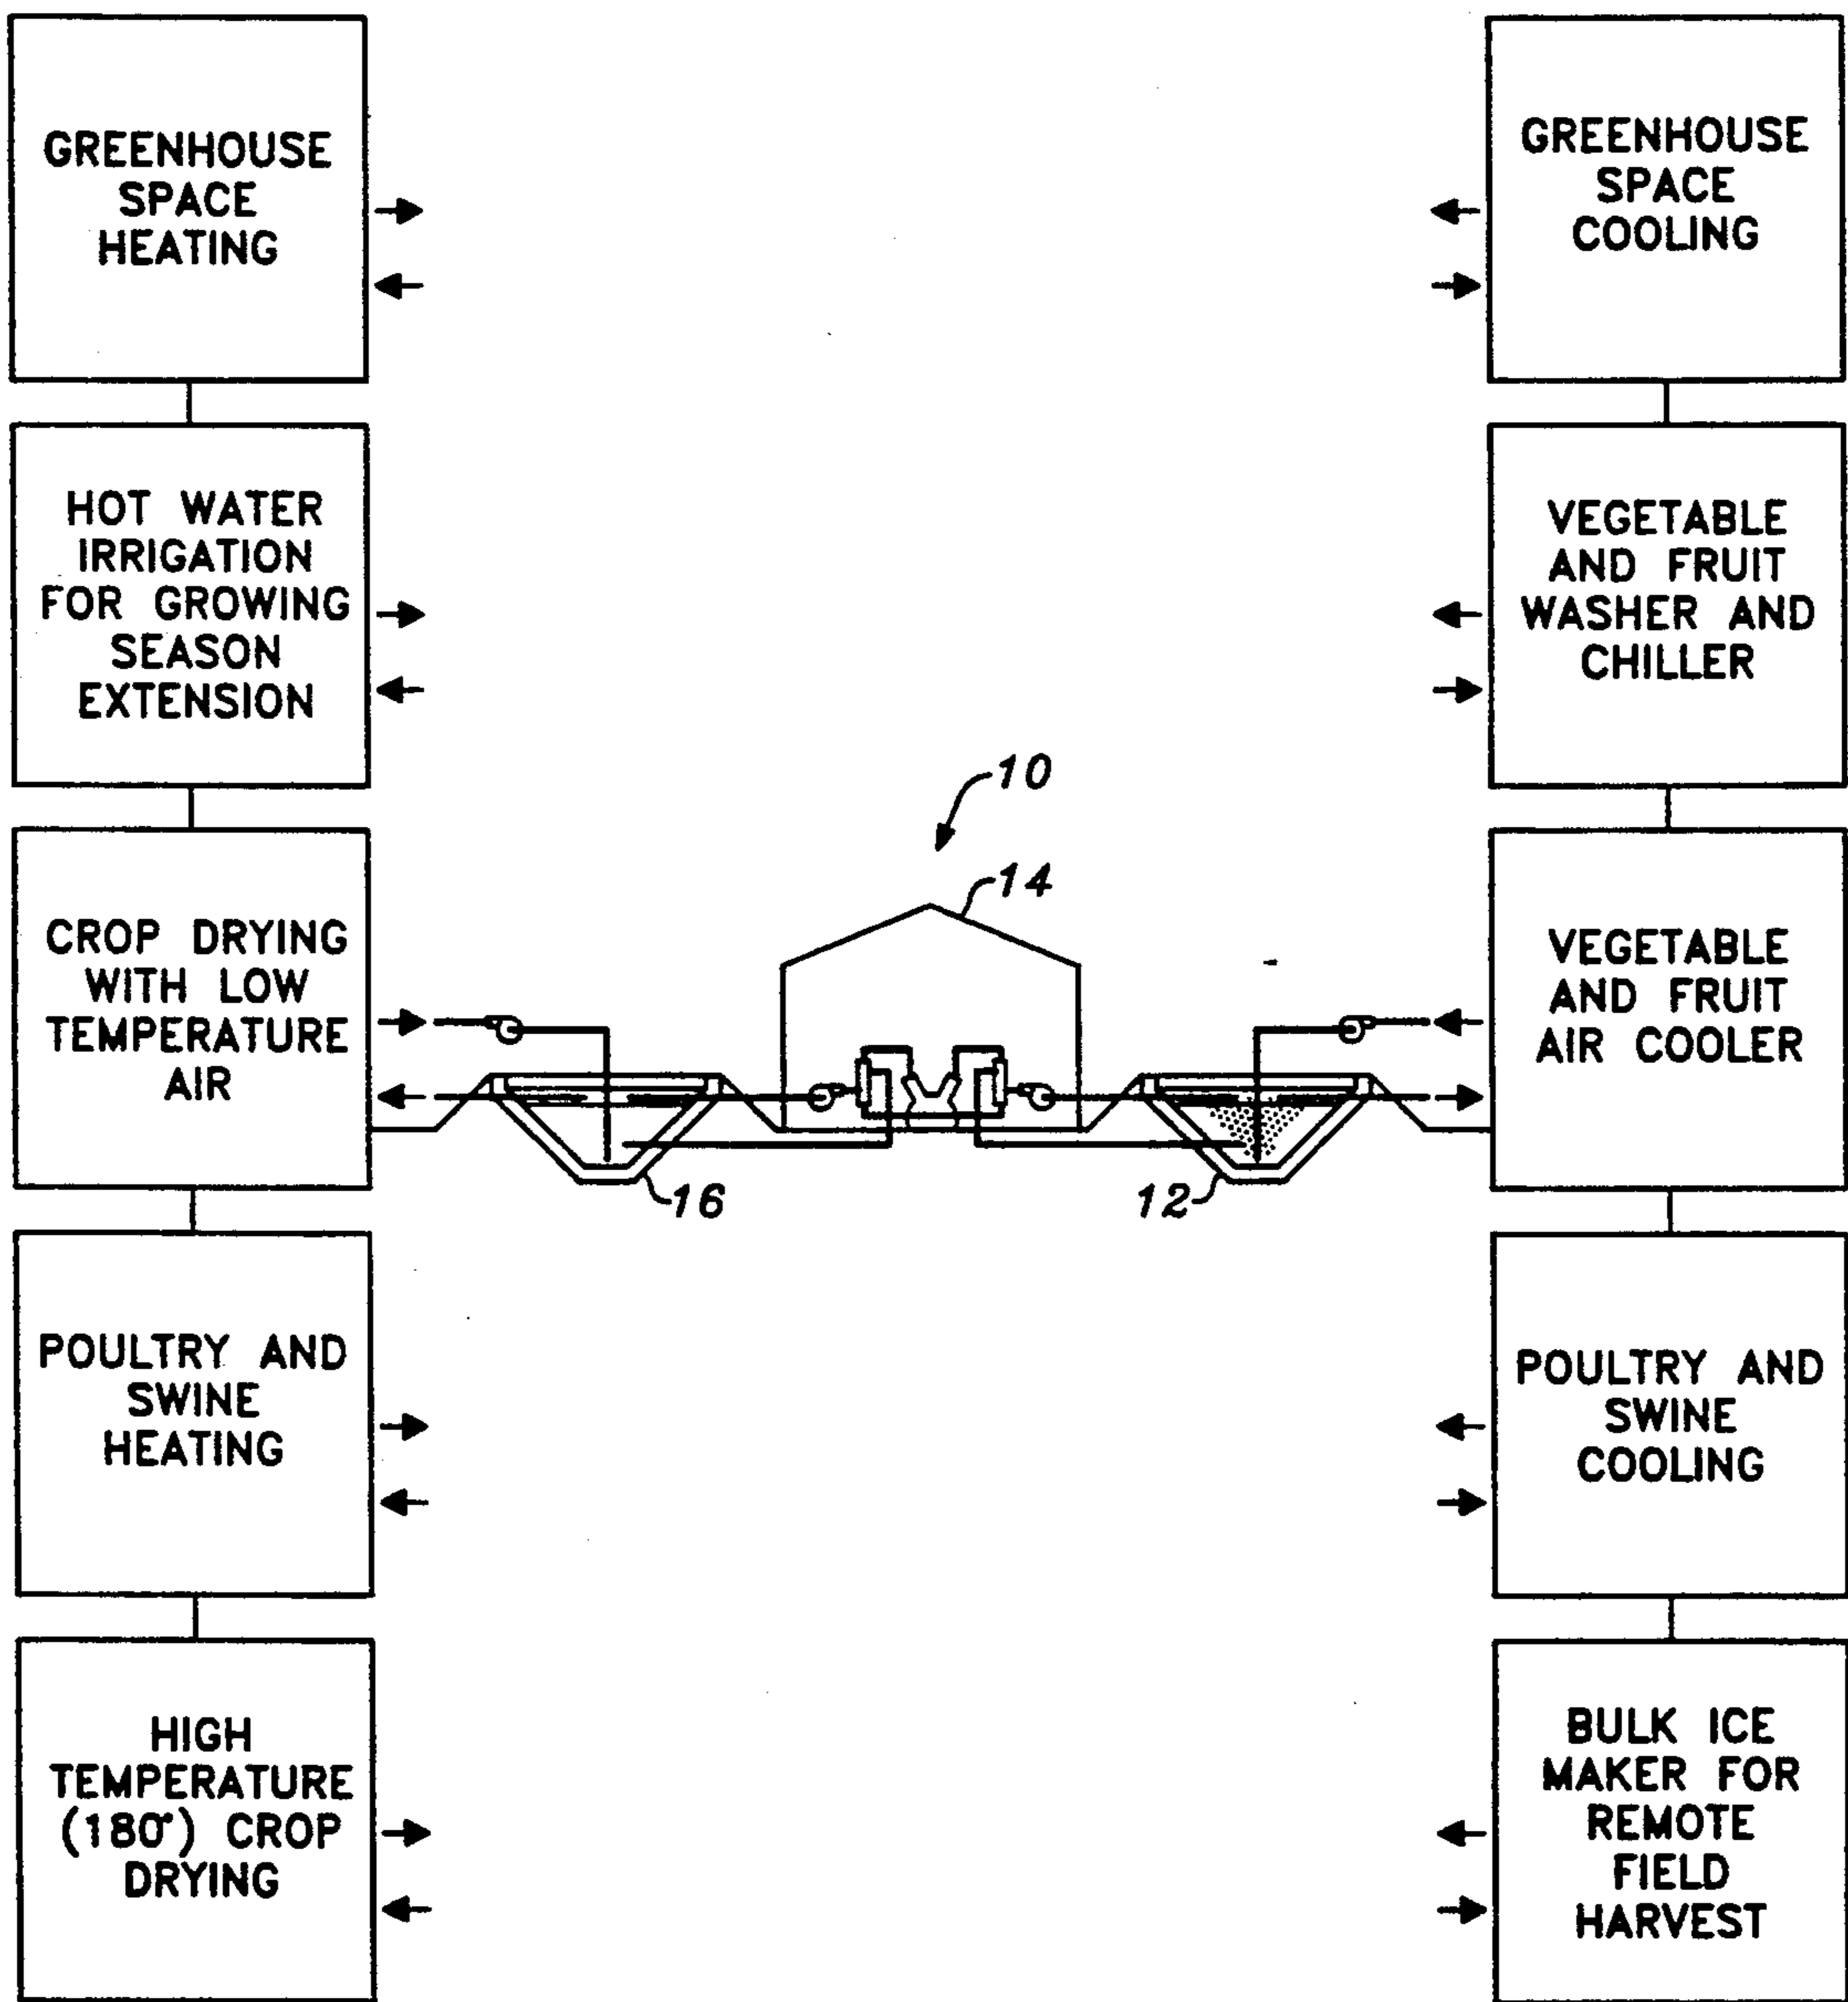 GREENHOUSE
SPACE
HEATING
HOT WATER
IRRIGATION
FOR GROWING
SEASON
EXTENSION
CROP DRYING
WITH LOW
TEMPERATURE
AIR
POULTRY AND
SWINE
HEATING
HIGH
TEMPERATURE
(180°) CROP
DRYING
10
14
16
12
GREENHOUSE
SPACE
COOLING
VEGETABLE
AND FRUIT
WASHER AND
CHILLER
VEGETABLE
AND FRUIT
AIR COOLER
POULTRY AND
SWINE
COOLING
BULK ICE
MAKER FOR
REMOTE
FIELD
HARVEST